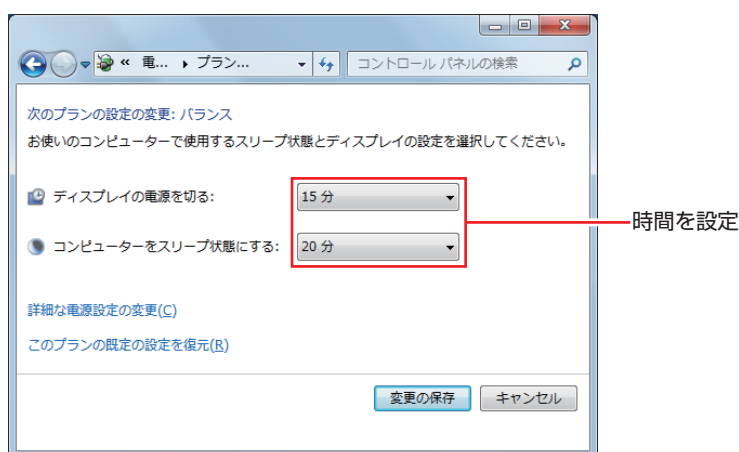 « 電... プラン...
コントロール パネルの検索
次のプランの設定の変更: バランス
お使いのコンピューターで使用するスリープ状態とディスプレイの設定を選択してください。
ディスプレイの電源を切る: 15 分
時間を設定
コンピューターをスリープ状態にする: 20 分
詳細な電源設定の変更(C)
このプランの既定の設定を復元(R)
変更の保存 キャンセル